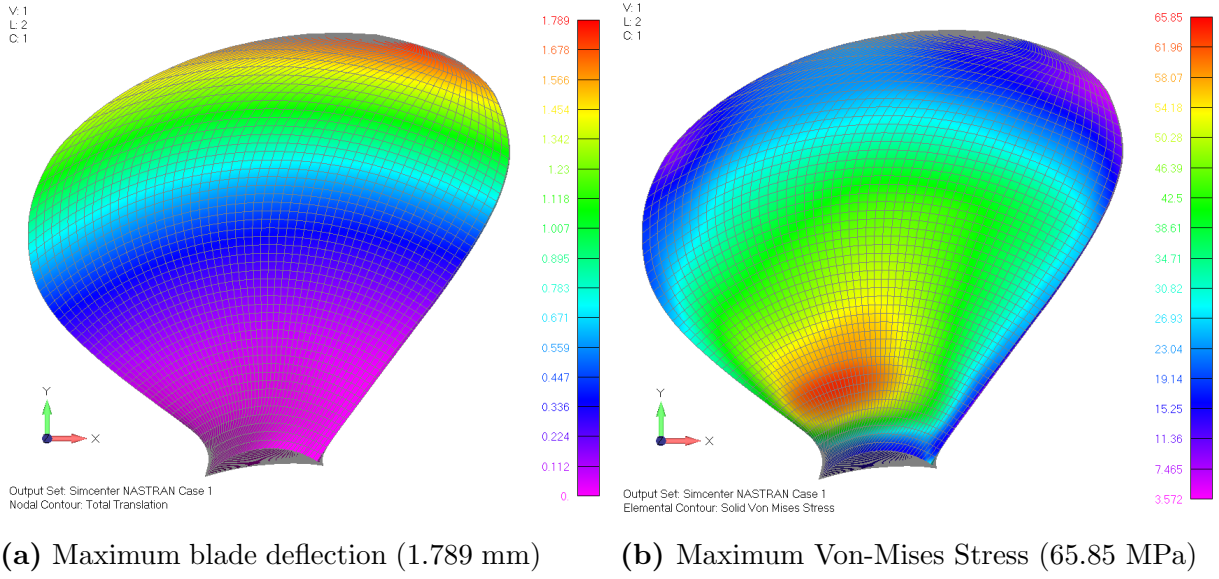 V: 1
L: 2
C: 1
1.789
1.678
1.566
1.454
1.342
1.23
1.118
1.007
0.895
0.783
0.671
0.559
0.447
0.336
0.224
0.112
0.
Y
X
Output Set: Simcenter NASTRAN Case 1
Nodal Contour: Total Translation
(a) Maximum blade deflection (1.789 mm)
V: 1
L: 2
C: 1
65.85
61.96
58.07
54.18
50.28
46.39
42.5
38.61
34.71
30.82
26.93
23.04
19.14
15.25
11.36
7.465
3.572
Y
X
Output Set: Simcenter NASTRAN Case 1
Elemental Contour: Solid Von Mises Stress
(b) Maximum Von-Mises Stress (65.85 MPa)